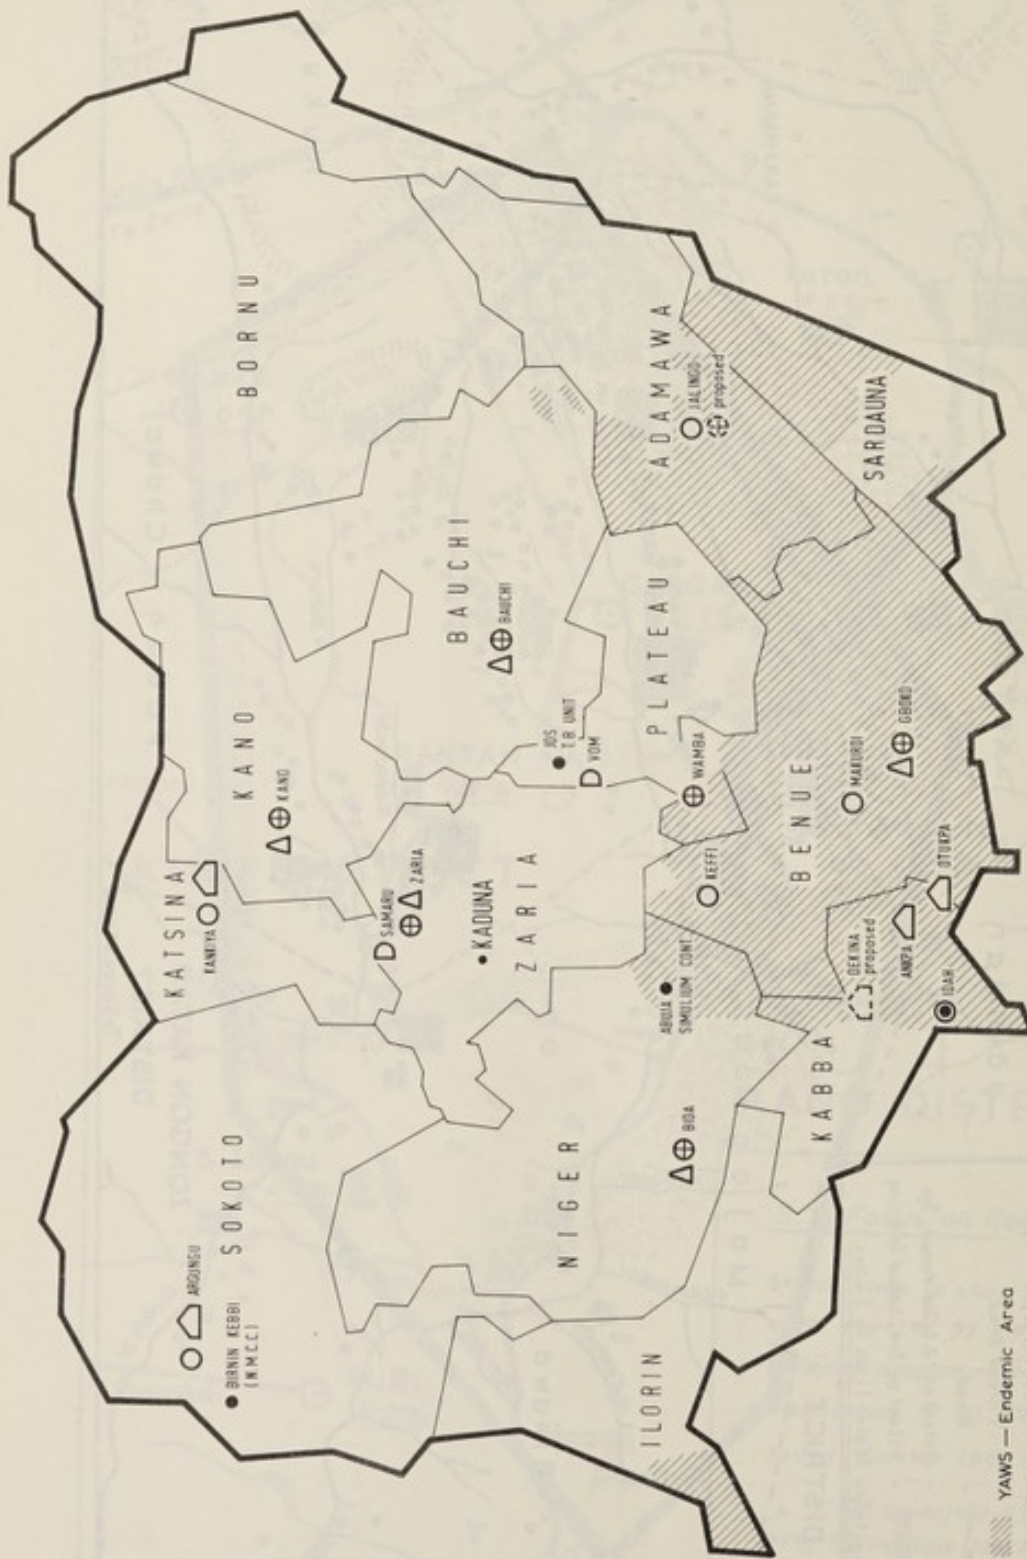 BORNU
KATSINA
KANKIYA
KANO
KANO
SOKOTO
ARGUNGU
BIRNIN KEBBI
(N.M.C.C.)
SAMARU
ZARIA
KADUNA
ZARIA
BAUCHI
BAUCHI
JOS
T.B. UNIT
VOM
ADAMAWA
JALINGO
proposed
SARDAUNA
PLATEAU
WAMBA
KEFFI
NIGER
BIDA
ABUJA
SIMULIUM CONT
BENUE
MAKURDI
GBOKO
OTUKPA
ANKPA
DEKINA
proposed
IDAH
KABBA
ILORIN
YAWS — Endemic Area